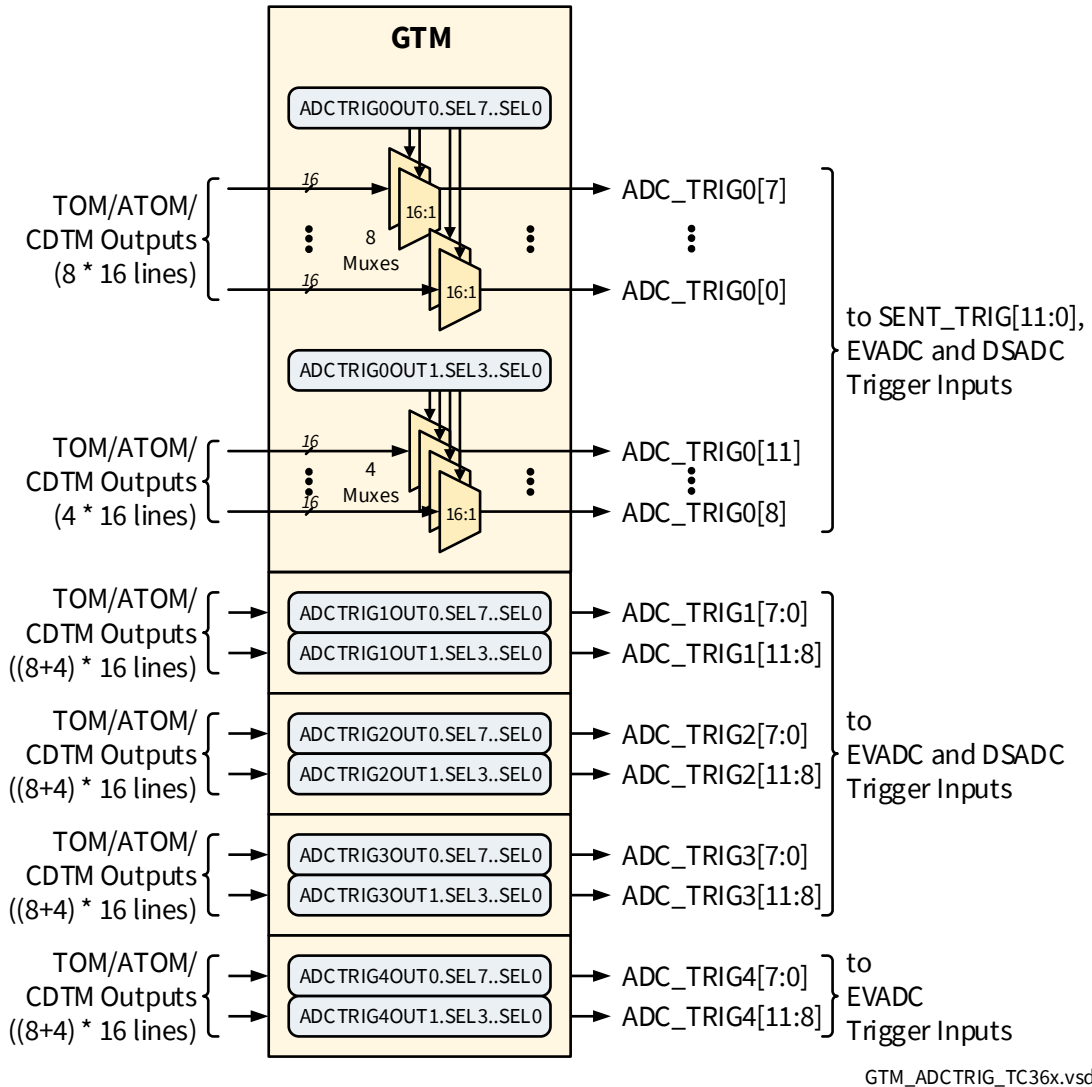 GTM
ADCTRIG0OUT0.SEL7..SEL0
TOM/ATOM/
CDTM Outputs
(8 * 16 lines)
16
16:1
8
Muxes
16
16:1
ADC_TRIG0[7]
ADC_TRIG0[0]
ADCTRIG0OUT1.SEL3..SEL0
TOM/ATOM/
CDTM Outputs
(4 * 16 lines)
16
4
Muxes
16
16:1
ADC_TRIG0[11]
ADC_TRIG0[8]
to SENT_TRIG[11:0],
EVADC and DSADC
Trigger Inputs
TOM/ATOM/
CDTM Outputs
((8+4) * 16 lines)
ADCTRIG1OUT0.SEL7..SEL0
ADCTRIG1OUT1.SEL3..SEL0
ADC_TRIG1[7:0]
ADC_TRIG1[11:8]
TOM/ATOM/
CDTM Outputs
((8+4) * 16 lines)
ADCTRIG2OUT0.SEL7..SEL0
ADCTRIG2OUT1.SEL3..SEL0
ADC_TRIG2[7:0]
ADC_TRIG2[11:8]
to
EVADC and DSADC
Trigger Inputs
TOM/ATOM/
CDTM Outputs
((8+4) * 16 lines)
ADCTRIG3OUT0.SEL7..SEL0
ADCTRIG3OUT1.SEL3..SEL0
ADC_TRIG3[7:0]
ADC_TRIG3[11:8]
TOM/ATOM/
CDTM Outputs
((8+4) * 16 lines)
ADCTRIG4OUT0.SEL7..SEL0
ADCTRIG4OUT1.SEL3..SEL0
ADC_TRIG4[7:0]
ADC_TRIG4[11:8]
to
EVADC
Trigger Inputs
GTM_ADCTRIG_TC36x.vsd